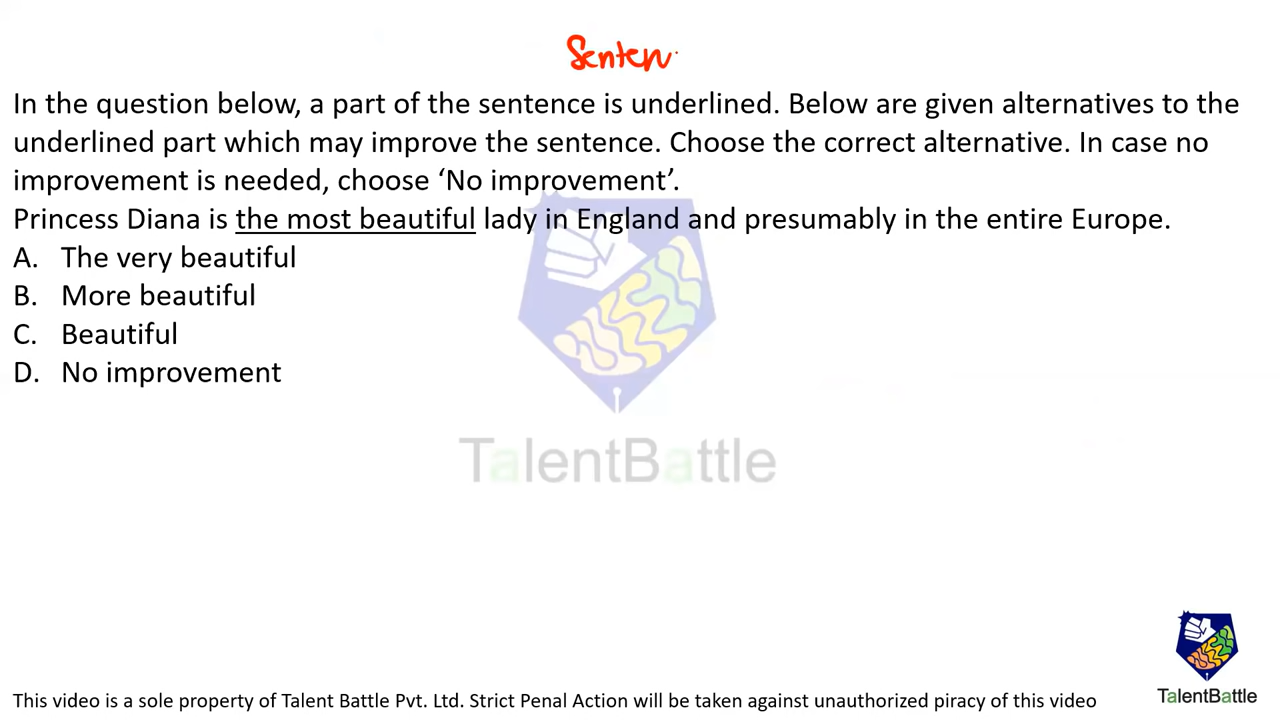 Senten
In the question below, a part of the sentence is underlined. Below are given alternatives to the
underlined part which may improve the sentence. Choose the correct alternative. In case no
improvement is needed, choose ‘No improvement’.
Princess Diana is the most beautiful lady in England and presumably in the entire Europe.
A. The very beautiful
B. More beautiful
C. Beautiful
D. No improvement
TalentBattle
TalentBattle
This video is a sole property of Talent Battle Pvt. Ltd. Strict Penal Action will be taken against unauthorized piracy of this video